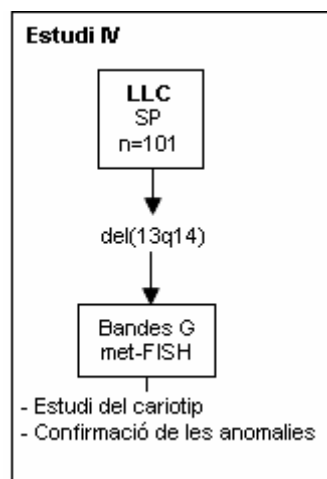 Estudi IV
LLC
SP
n=101
del(13q14)
Bandes G
met-FISH
- Estudi del cariotip
- Confirmació de les anomalies